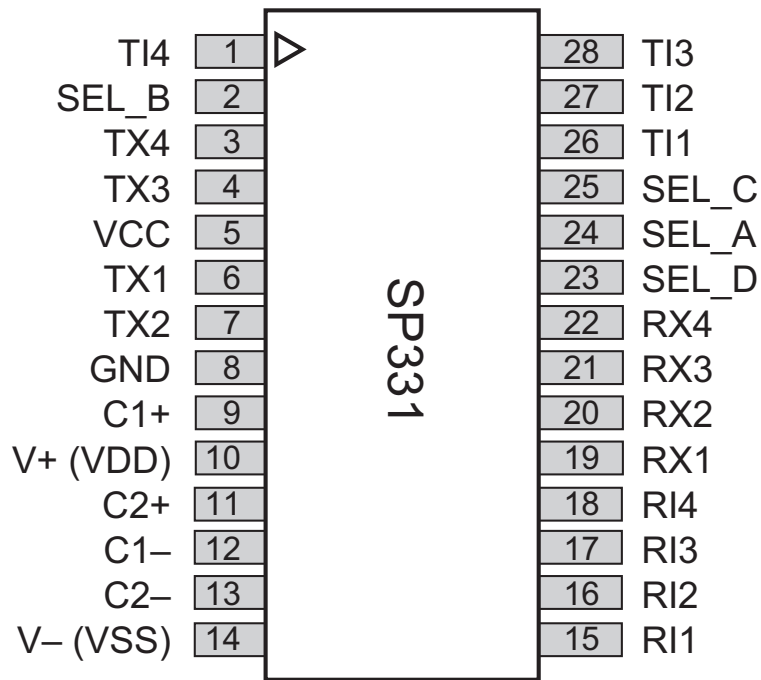 TI4 1 28 TI3
SEL_B 2 27 TI2
TX4 3 26 TI1
TX3 4 25 SEL_C
VCC 5 24 SEL_A
TX1 6 23 SEL_D
TX2 7 22 RX4
GND 8 21 RX3
C1+ 9 20 RX2
V+ (VDD) 10 19 RX1
C2+ 11 18 RI4
C1– 12 17 RI3
C2– 13 16 RI2
V– (VSS) 14 15 RI1
SP331